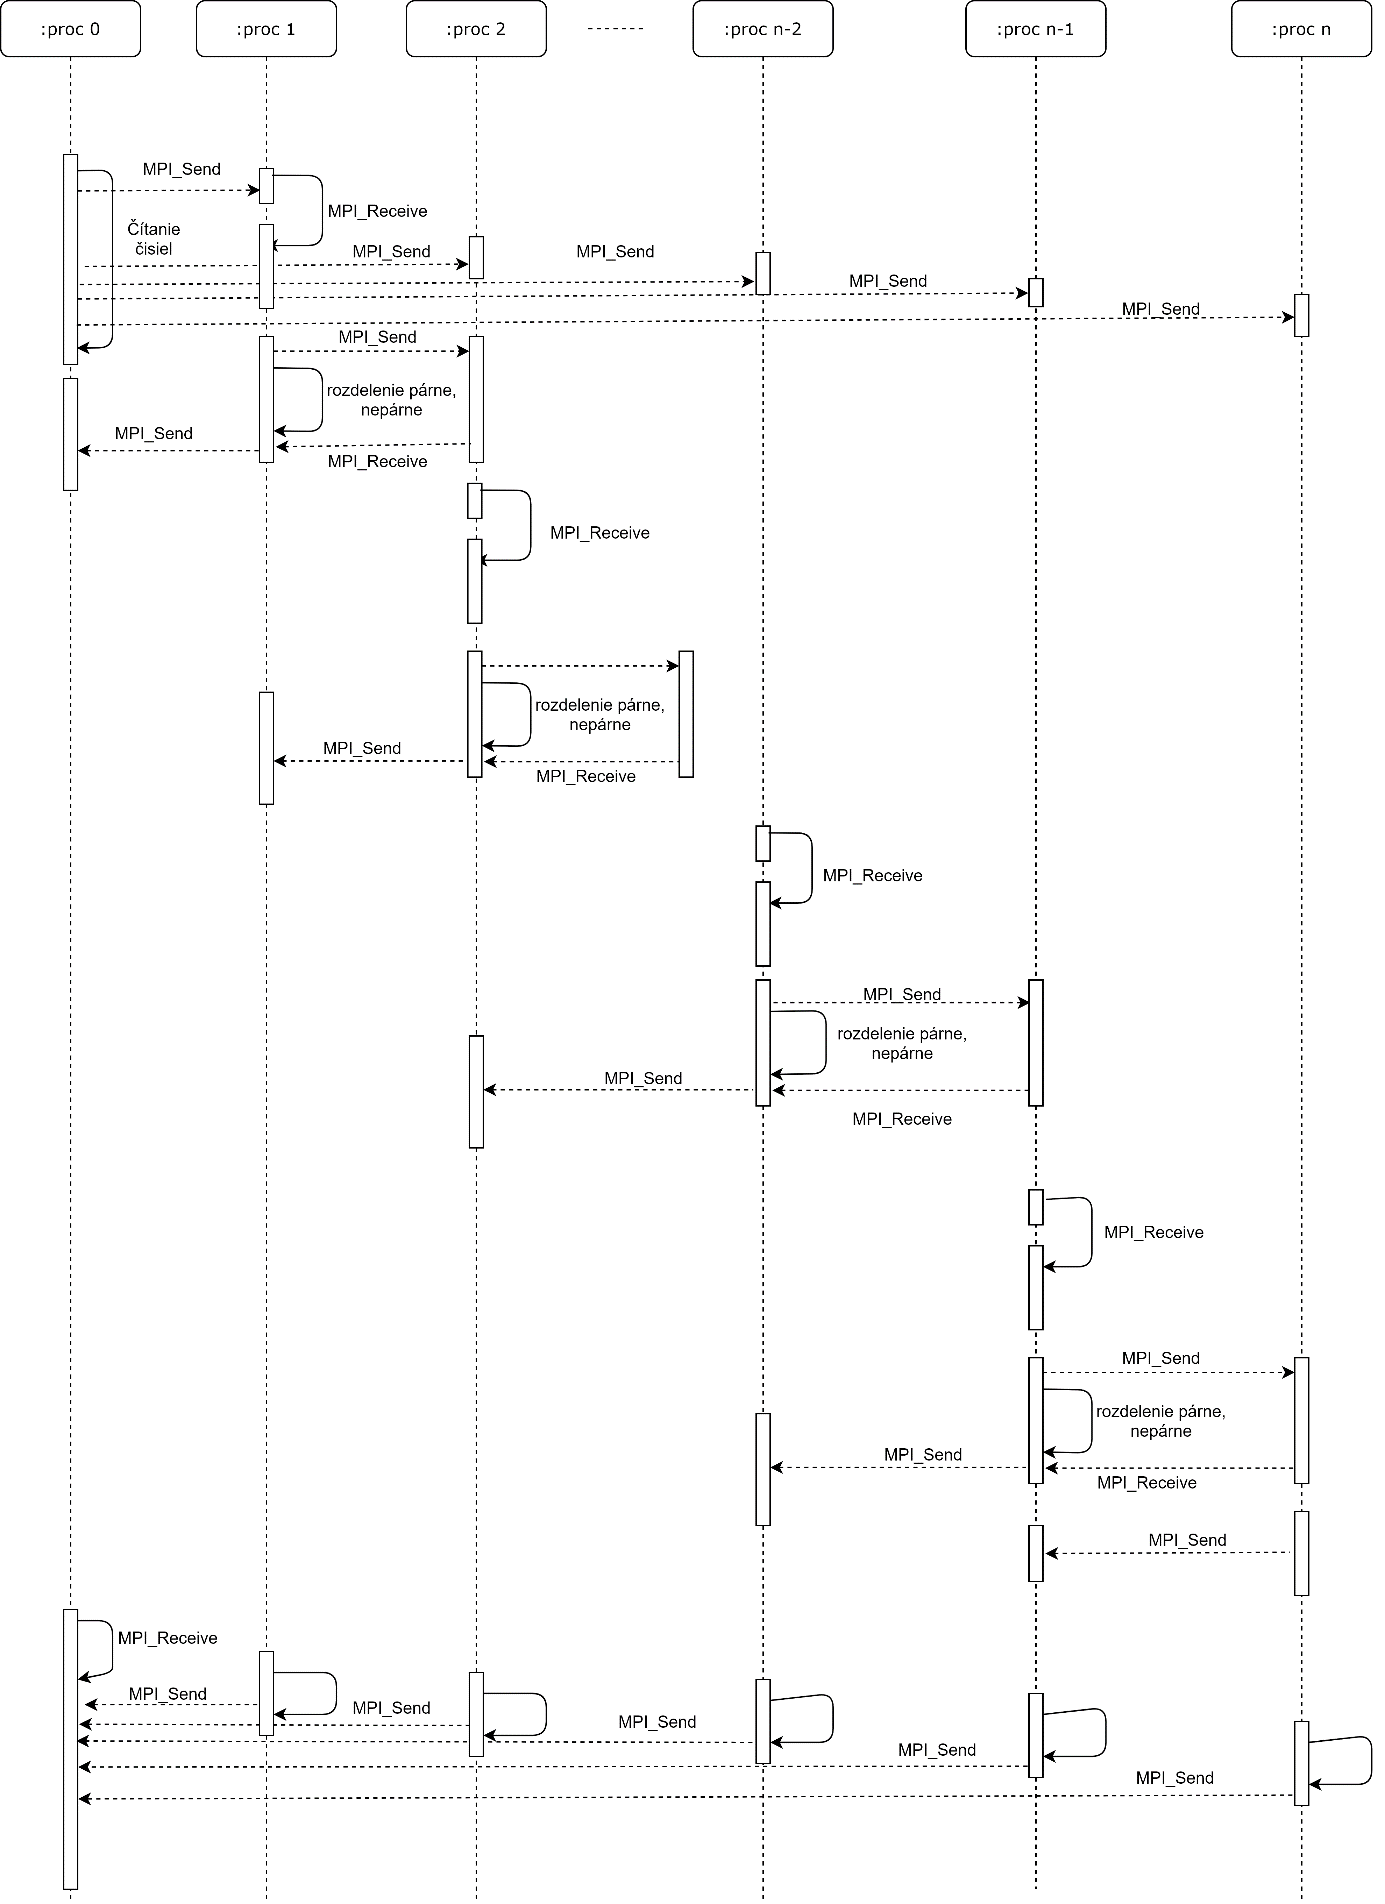 :proc 0
:proc 1
:proc 2
:proc n-2
:proc n-1
:proc n
MPI_Send
MPI_Receive
Čítanie
čisiel
MPI_Send
MPI_Send
MPI_Send
MPI_Send
MPI_Send
rozdelenie párne,
nepárne
MPI_Send
MPI_Receive
MPI_Receive
rozdelenie párne,
nepárne
MPI_Send
MPI_Receive
MPI_Receive
MPI_Send
rozdelenie párne,
nepárne
MPI_Send
MPI_Receive
MPI_Receive
MPI_Send
rozdelenie párne,
nepárne
MPI_Send
MPI_Receive
MPI_Send
MPI_Receive
MPI_Send
MPI_Send
MPI_Send
MPI_Send
MPI_Send